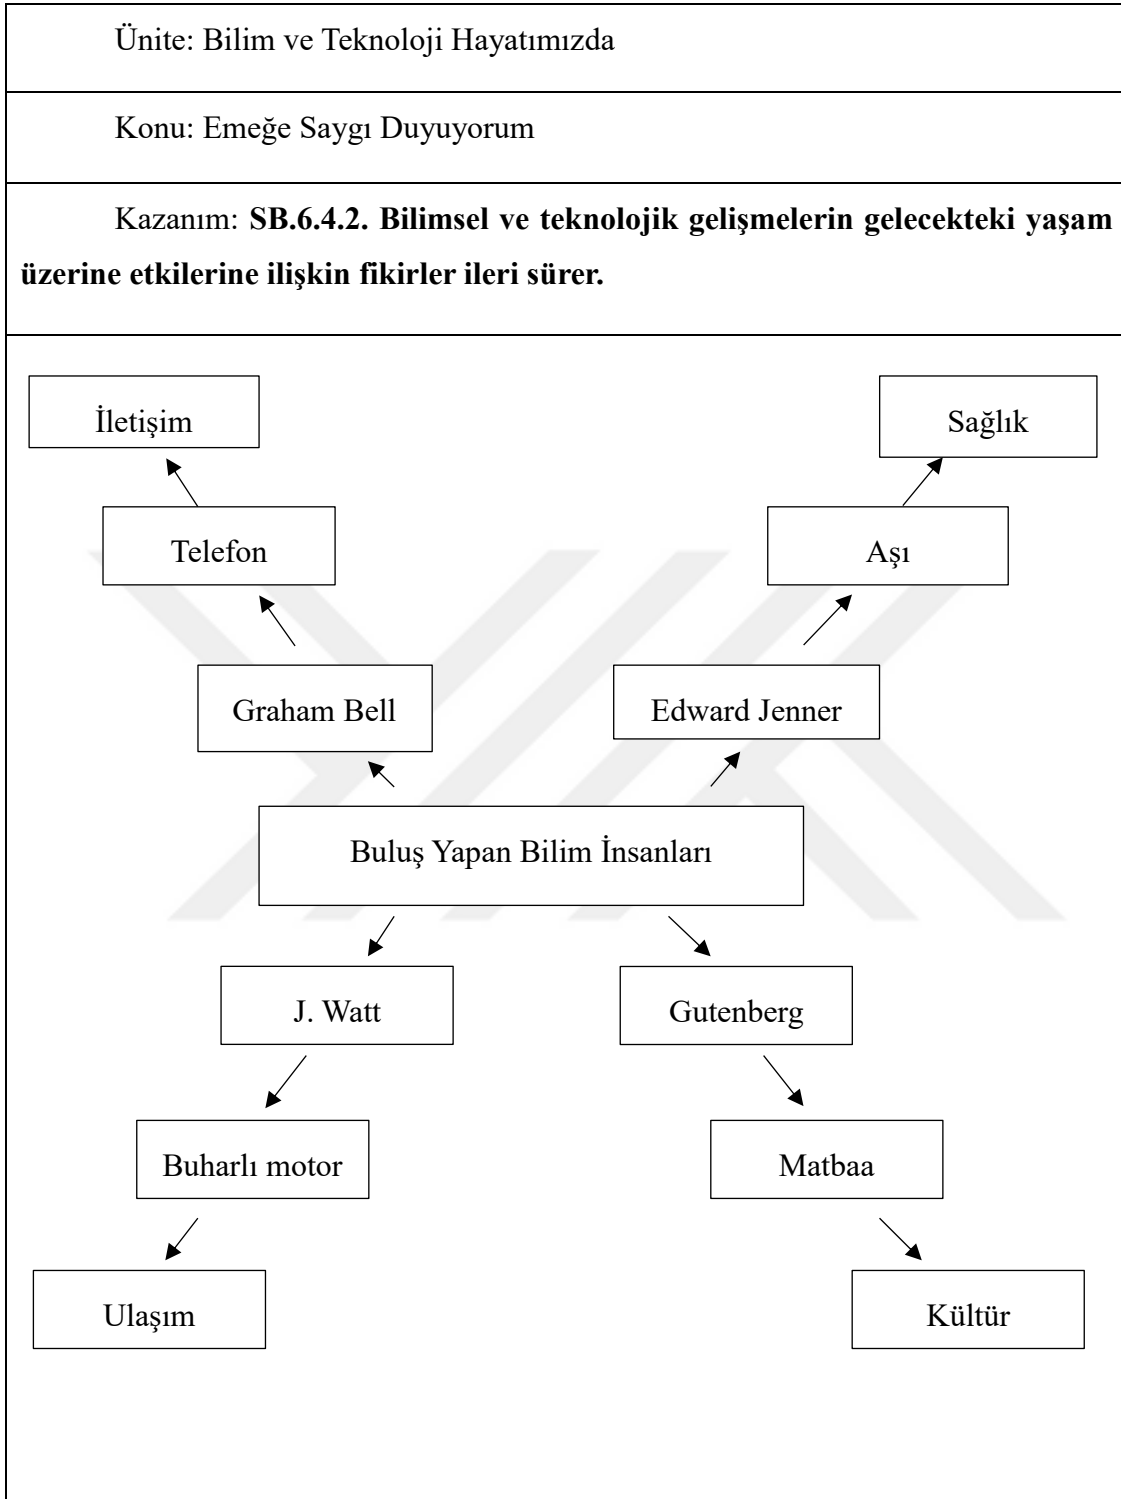 Ünite: Bilim ve Teknoloji Hayatımızda
Konu: Emeğe Saygı Duyuyorum
Kazanım: SB.6.4.2. Bilimsel ve teknolojik gelişmelerin gelecekteki yaşam
üzerine etkilerine ilişkin fikirler ileri sürer.
İletişim
Sağlık
Telefon
Aşı
Graham Bell
Edward Jenner
Buluş Yapan Bilim İnsanları
J. Watt
Gutenberg
Buharlı motor
Matbaa
Ulaşım
Kültür